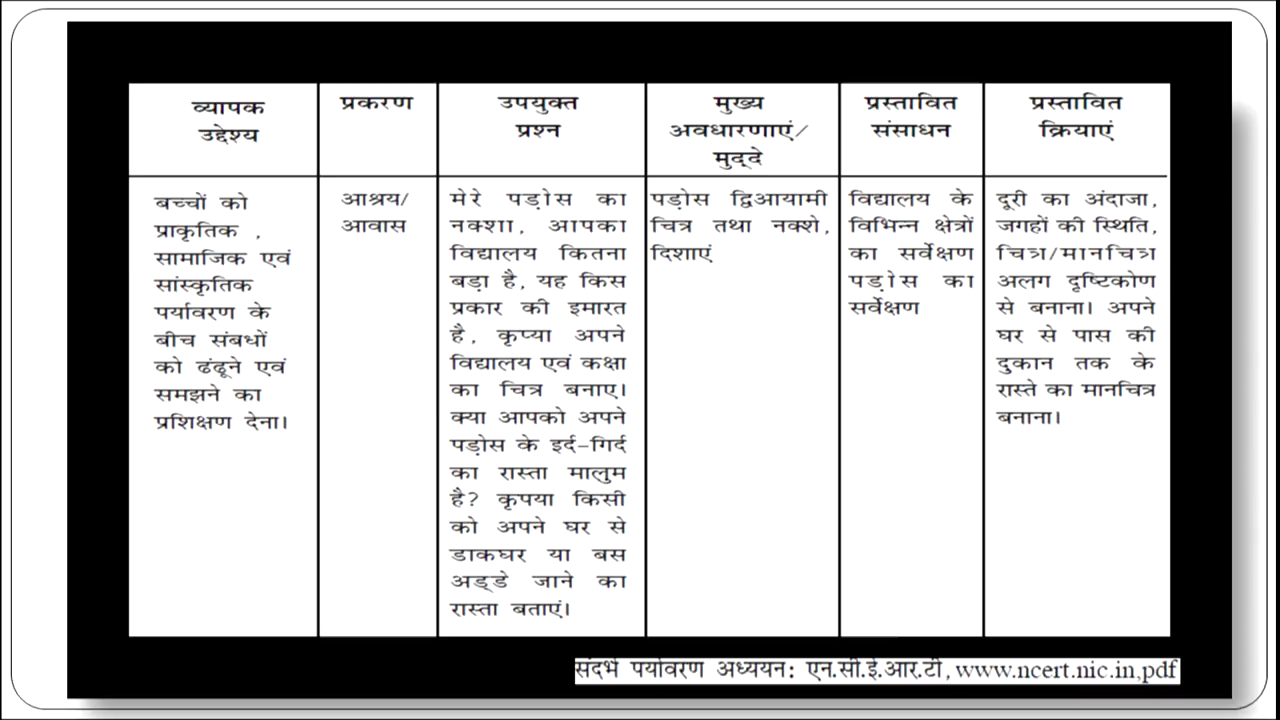 व्यापक
उद्देश्य
प्रकरण
उपयुक्त
प्रश्न
मुख्य
अवधारणाएं/
मुद्दे
प्रस्तावित
संसाधन
प्रस्तावित
क्रियाएं
बच्चों को
प्राकृतिक ,
सामाजिक एवं
सांस्कृतिक
पर्यावरण के
बीच संबधों
को ढंढूने एवं
समझने का
प्रशिक्षण देना।
आश्रय/
आवास
मेरे पड़ोस का
नक्शा, आपका
विद्यालय कितना
बड़ा है, यह किस
प्रकार की इमारत
है, कृप्या अपने
विद्यालय एवं कक्षा
का चित्र बनाए।
क्या आपको अपने
पड़ोस के इर्द-गिर्द
का रास्ता मालुम
है? कृपया किसी
को अपने घर से
डाकघर या बस
अड्डे जाने का
रास्ता बताएं।
पड़ोस द्विआयामी
चित्र तथा नक्शे,
दिशाएं
विद्यालय के
विभिन्न क्षेत्रों
का सर्वेक्षण
पड़ोस का
सर्वेक्षण
दूरी का अंदाजा,
जगहों की स्थिति,
चित्र/मानचित्र
अलग दृष्टिकोण
से बनाना। अपने
घर से पास की
दुकान तक के
रास्ते का मानचित्र
बनाना।
संदर्भ पर्यावरण अध्ययन: एन.सी.ई.आर.टी, www.ncert.nic.in,pdf